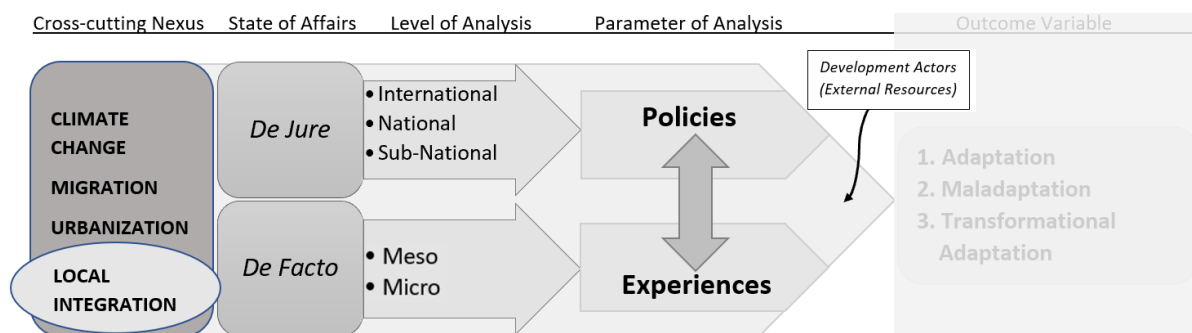 Cross-cutting Nexus
State of Affairs
Level of Analysis
Parameter of Analysis
Outcome Variable
CLIMATE
CHANGE
MIGRATION
URBANIZATION
LOCAL
INTEGRATION
De Jure
De Facto
• International
• National
• Sub-National
• Meso
• Micro
Policies
Experiences
Development Actors
(External Resources)
1. Adaptation
2. Maladaptation
3. Transformational
Adaptation